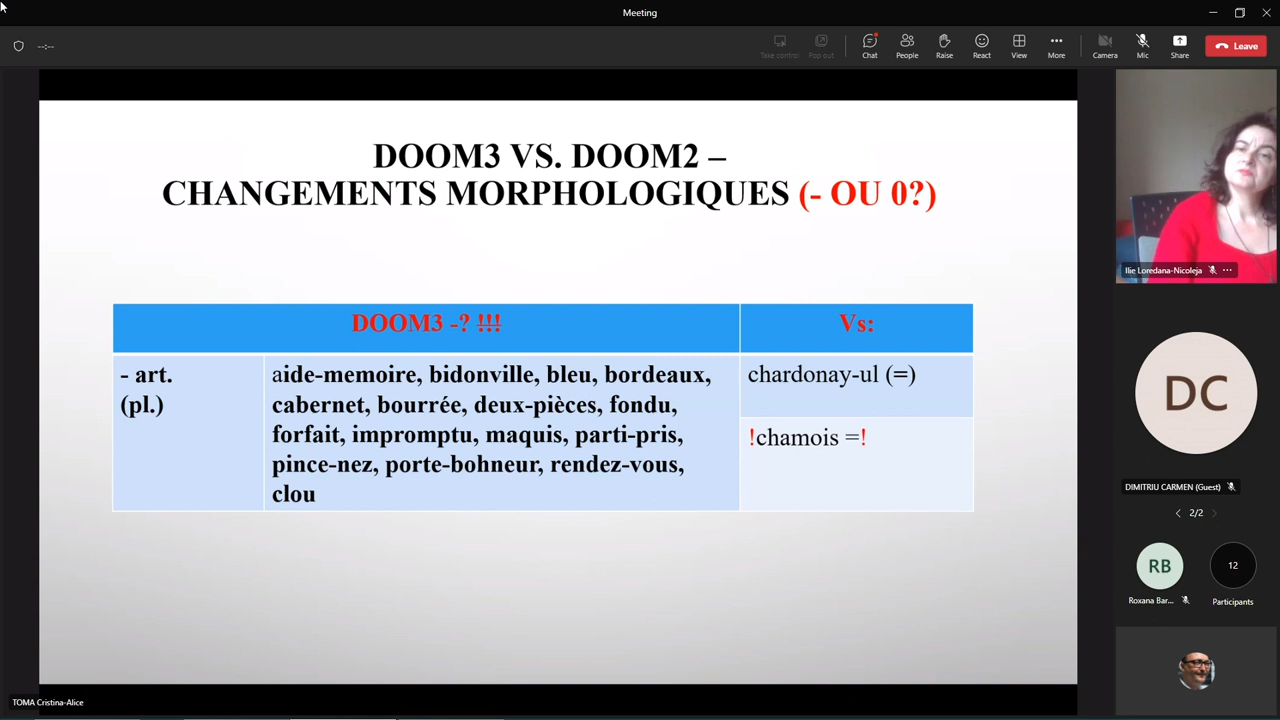 Meeting
--:--
Take control
Pop out
Chat
People
Raise
React
View
More
Camera
Mic
Share
Leave
DOOM3 VS. DOOM2 –
CHANGEMENTS MORPHOLOGIQUES (- OU 0?)
DOOM3 -? !!!
Vs:
- art.
(pl.)
aide-memoire, bidonville, bleu, bordeaux,
cabernet, bourrée, deux-pièces, fondu,
forfait, impromptu, maquis, parti-pris,
pince-nez, porte-bohneur, rendez-vous,
clou
chardonay-ul (=)
!chamois =!
Ilie Loredana-Nicoleja
DC
DIMITRIU CARMEN (Guest)
2/2
RB
Roxana Bar...
12
Participants
TOMA Cristina-Alice